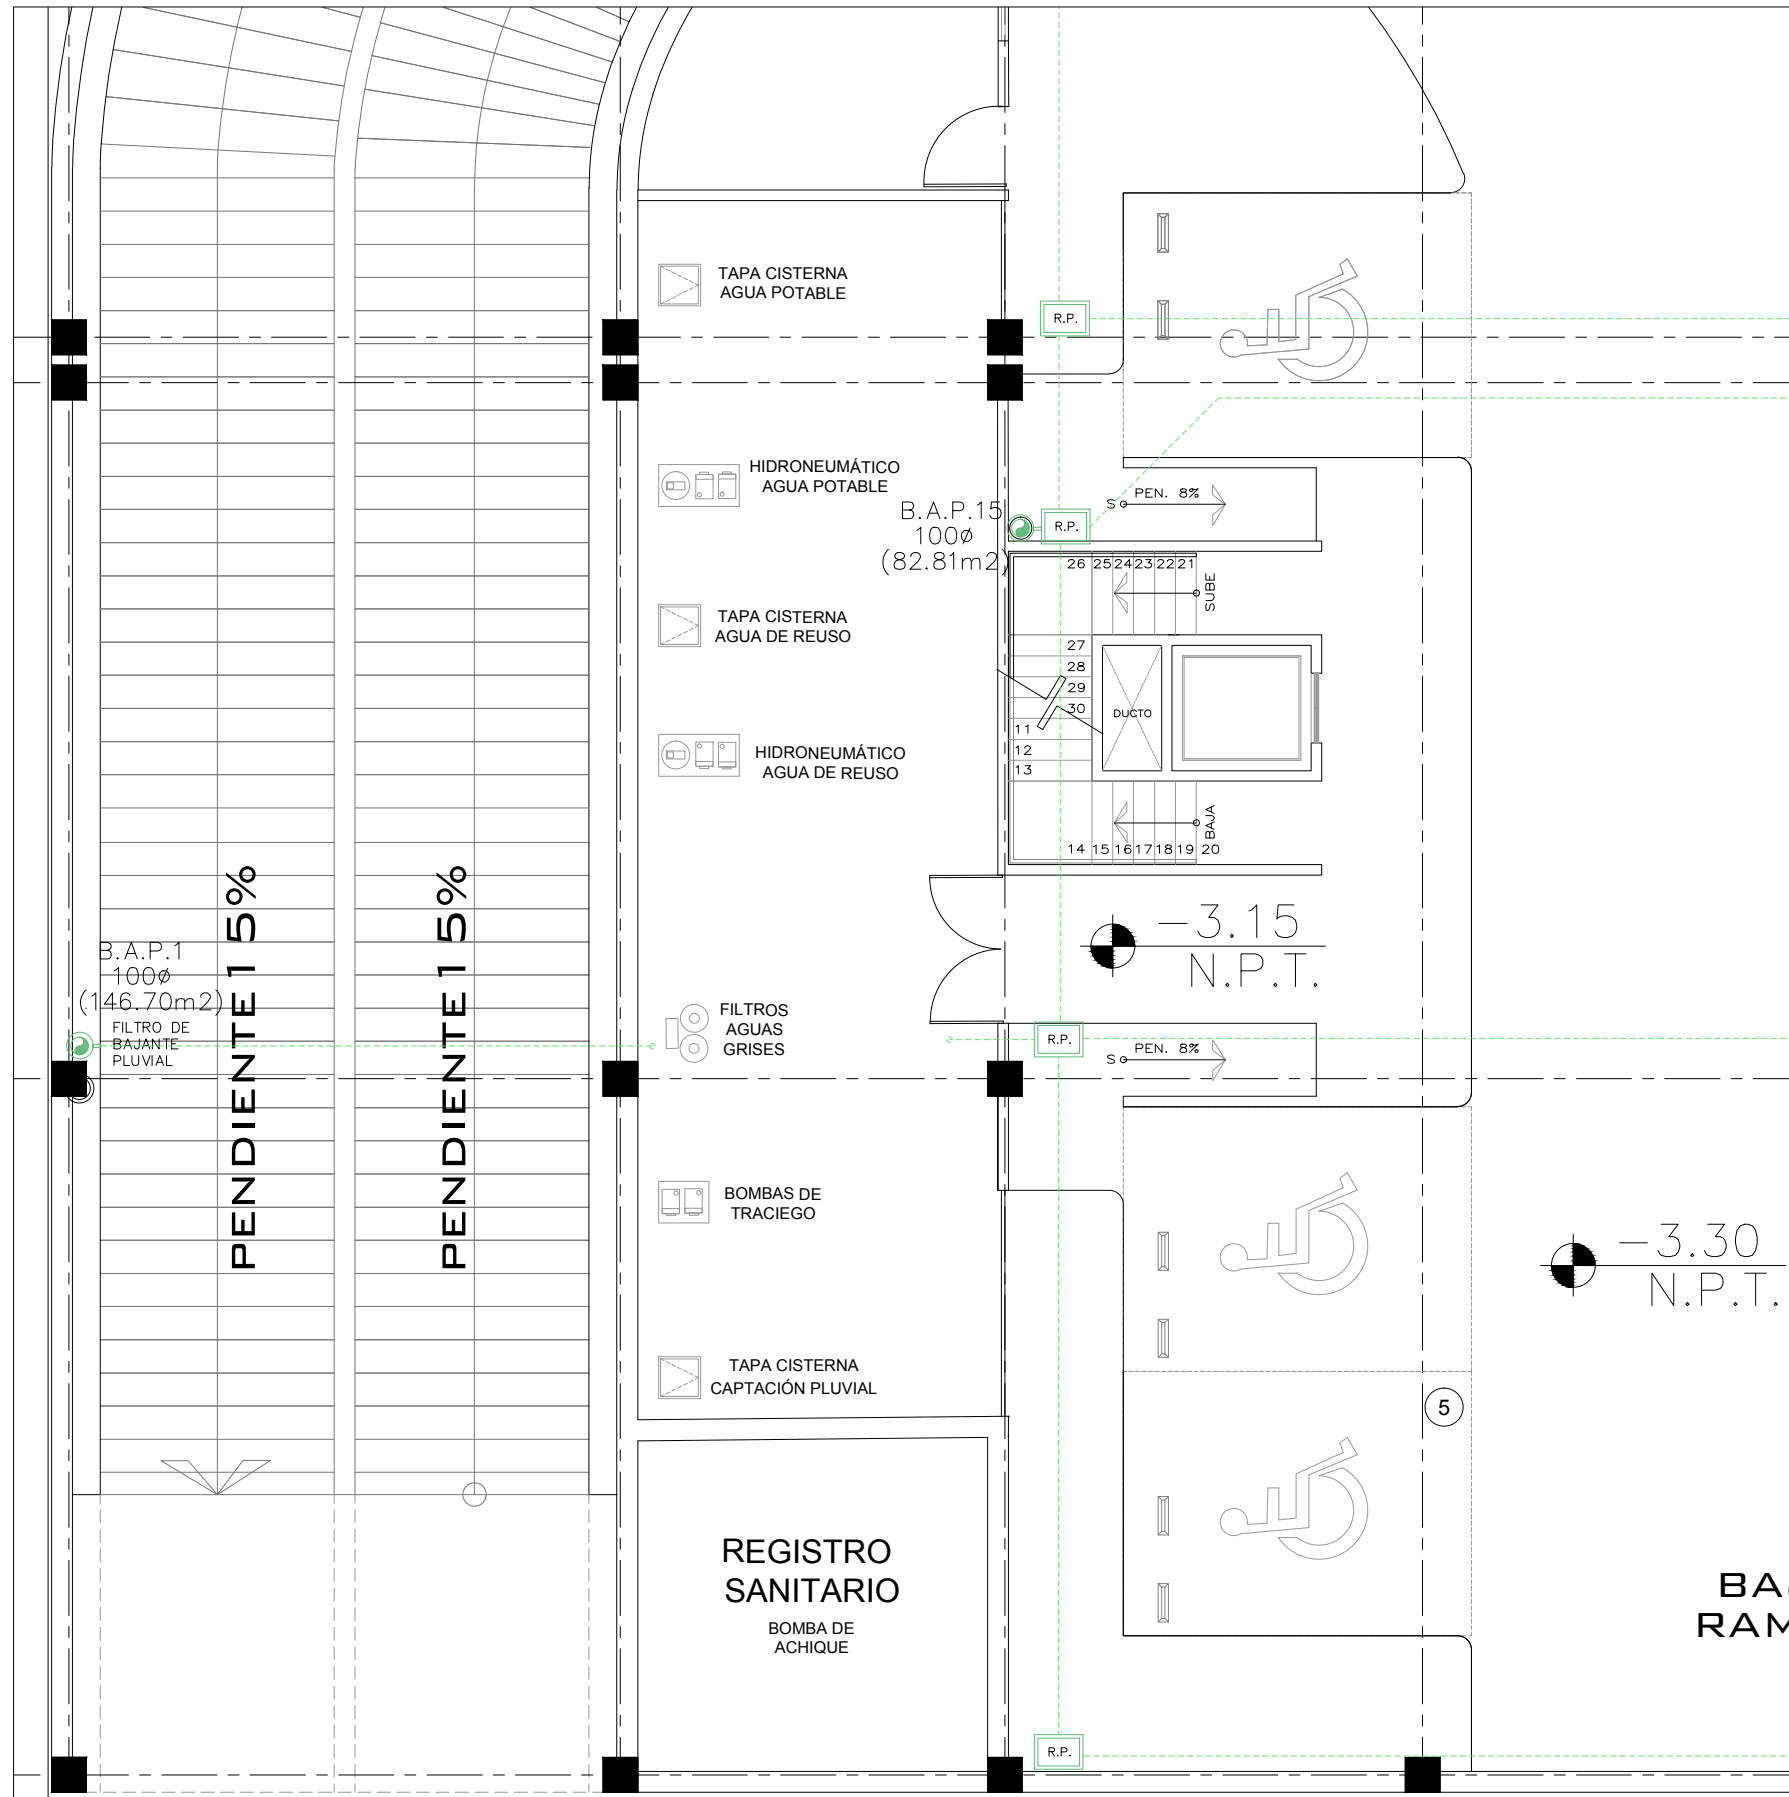 TAPA CISTERNA
AGUA POTABLE
R.P.
HIDRONEUMÁTICO
AGUA POTABLE
B.A.P.15
100ø
(82.81m2)
R.P.
S
PEN. 8%
26 25 24 23 22 21
SUBE
TAPA CISTERNA
AGUA DE REUSO
27
28
29
30
11
12
13
DUCTO
HIDRONEUMÁTICO
AGUA DE REUSO
BAJA
14 15 16 17 18 19 20
PENDIENTE 15%
PENDIENTE 15%
-3.15
N.P.T.
B.A.P.1
100ø
(146.70m2)
FILTRO DE
BAJANTE
PLUVIAL
FILTROS
AGUAS
GRISES
R.P.
S
PEN. 8%
BOMBAS DE
TRACIEGO
-3.30
N.P.T.
TAPA CISTERNA
CAPTACIÓN PLUVIAL
5
REGISTRO
SANITARIO
BOMBA DE
ACHIQUE
R.P.